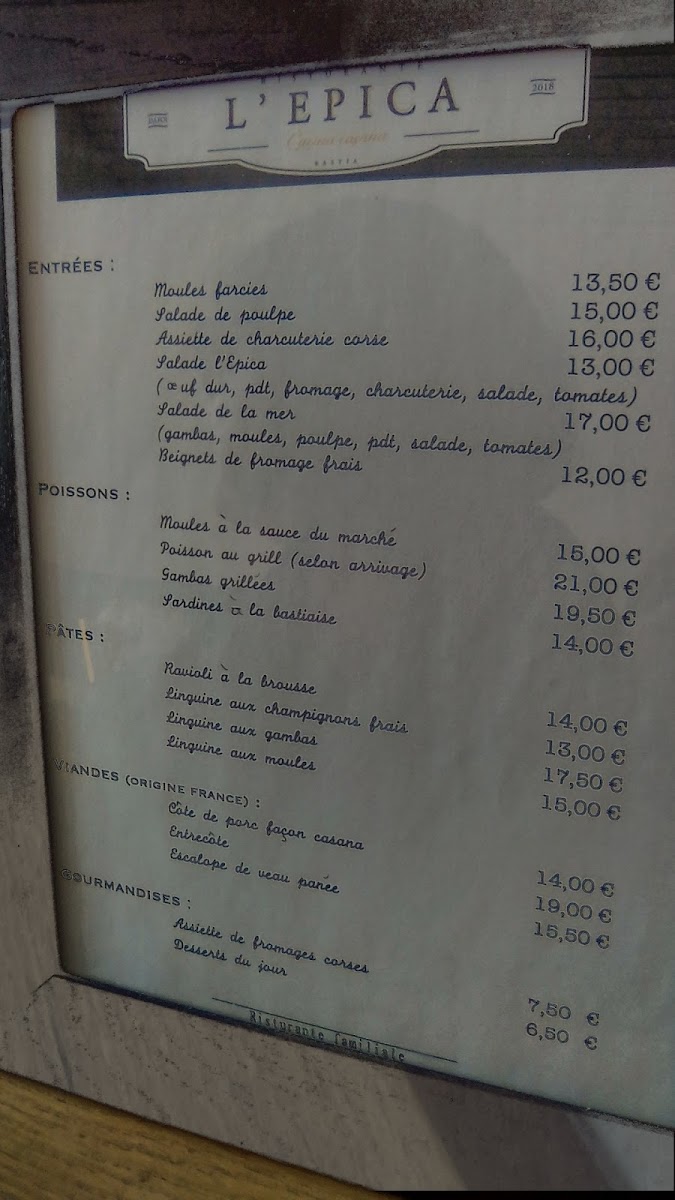 RISTORANTE
L'EPICA
2018
BASTIA
ENTRÉES :
Moules farcies 13,50 €
Salade de poulpe 15,00 €
Assiette de charcuterie corse 16,00 €
Salade l'Epica 13,00 €
(œuf dur, pdt, fromage, charcuterie, salade, tomates)
Salade de la mer 17,00 €
(gambas, moules, poulpe, pdt, salade, tomates)
Beignets de fromage frais 12,00 €
POISSONS :
Moules à la sauce du marché 15,00 €
Poisson au grill (selon arrivage) 21,00 €
Gambas grillées 19,50 €
Sardines à la bastiaise 14,00 €
PÂTES :
Ravioli à la brousse 14,00 €
Linguine aux champignons frais 13,00 €
Linguine aux gambas 17,50 €
Linguine aux moules 15,00 €
VIANDES (ORIGINE FRANCE) :
Côte de porc façon casana 14,00 €
Entrecôte 19,00 €
Escalope de veau panée 15,50 €
GOURMANDISES :
Assiette de fromages corses 7,50 €
Desserts du jour 6,50 €
Risturante familiale